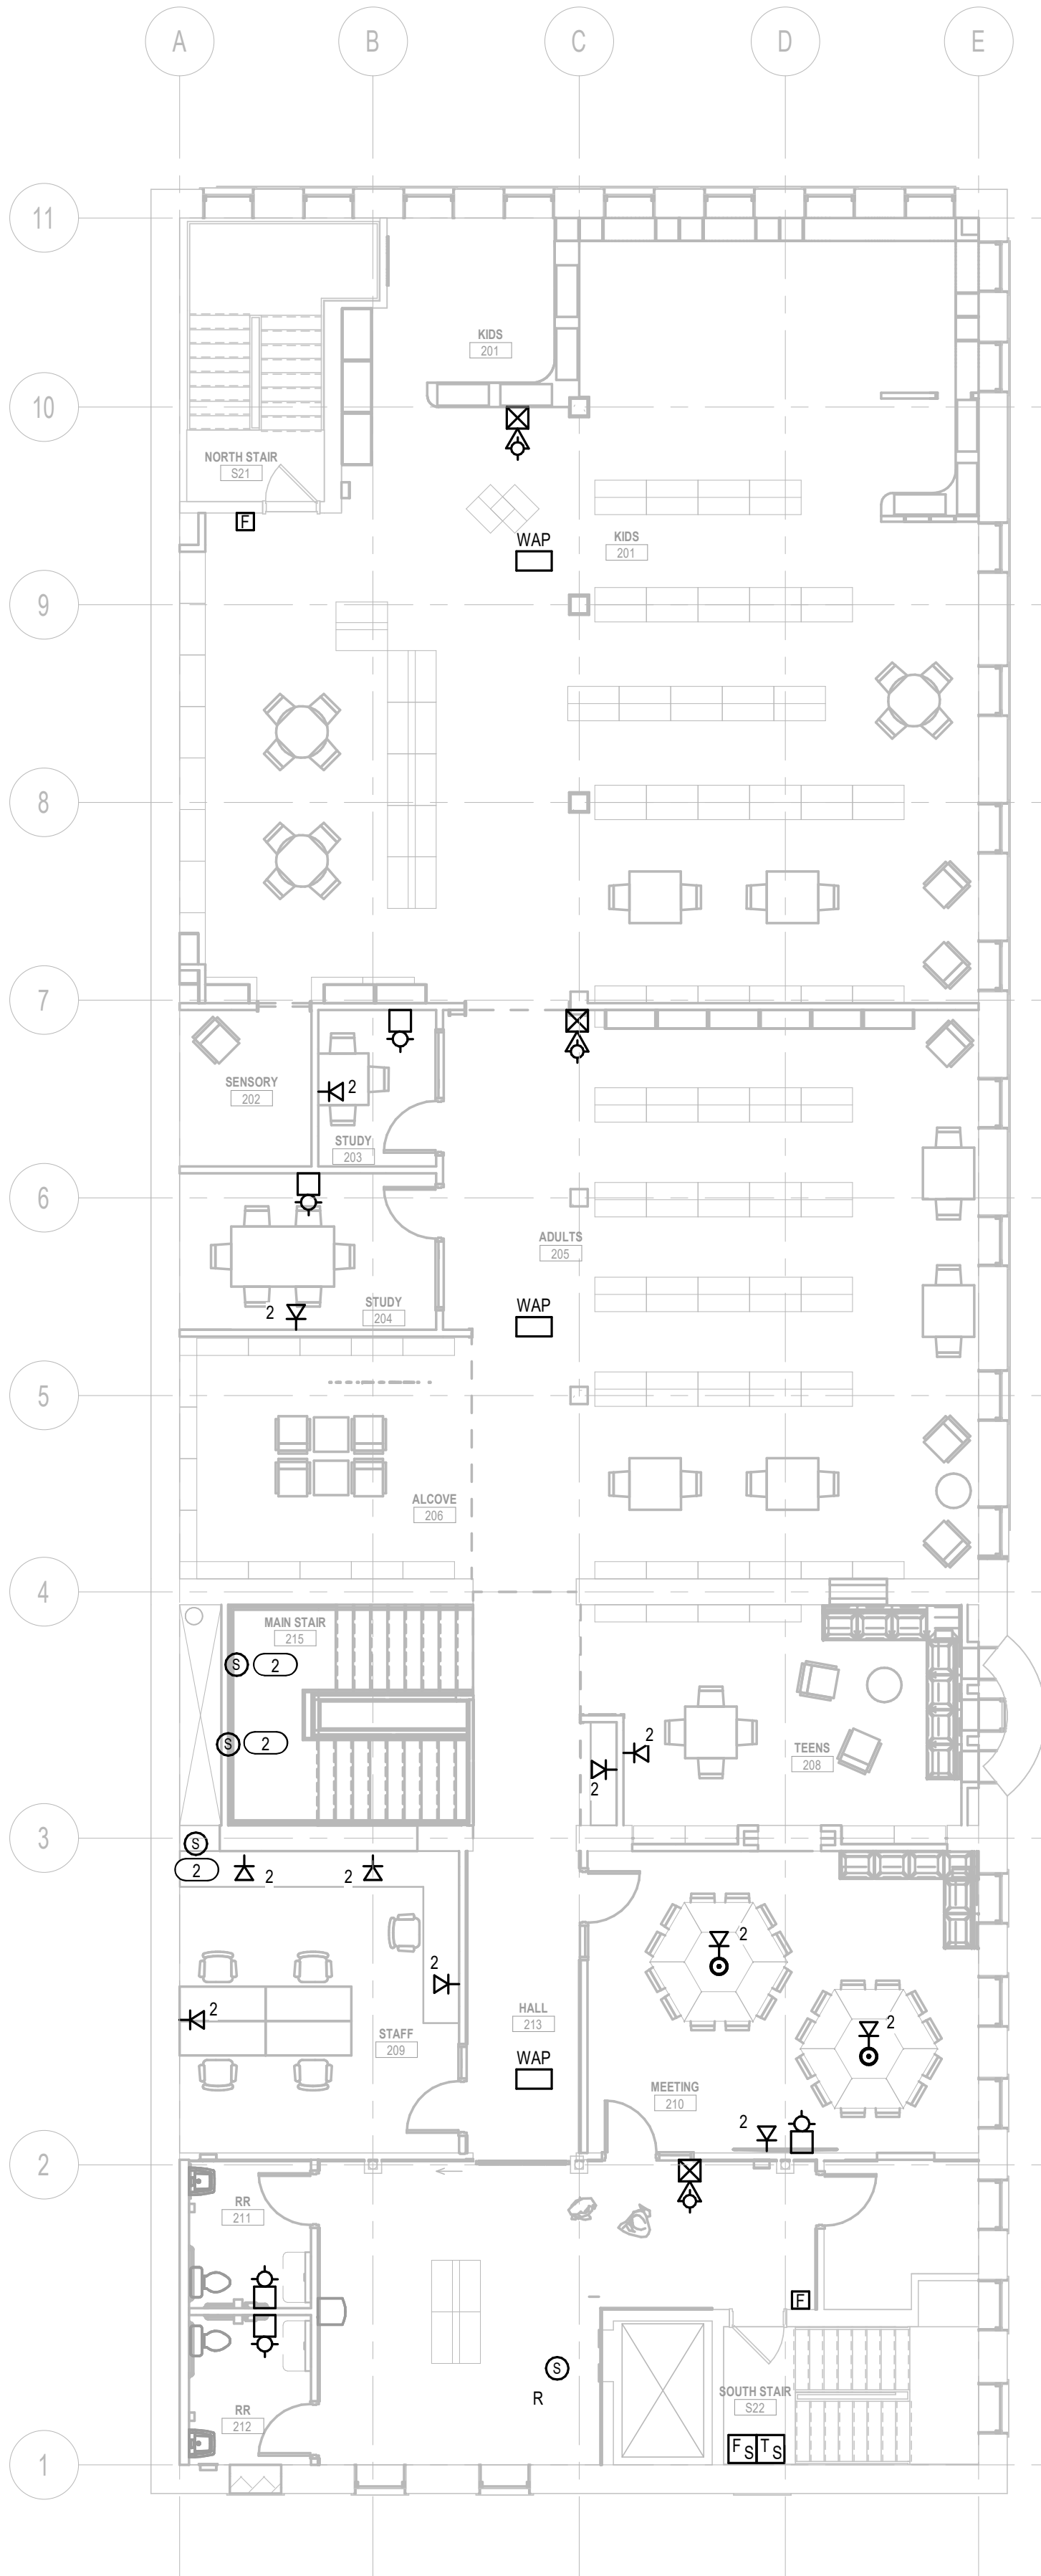 A B C D E
11
KIDS
201
10
NORTH STAIR
S21
F
WAP
KIDS
201
9
8
7
SENSORY
202
2
STUDY
203
6
ADULTS
205
WAP
2
STUDY
204
5
ALCOVE
206
4
MAIN STAIR
215
S 2
S 2
2
TEENS
208
2
3
S
2
2 2
2
2
2
2
HALL
213
STAFF
209
WAP
MEETING
210
2
2
RR
211
F
S
R
SOUTH STAIR
S22
RR
212
FS TS
1